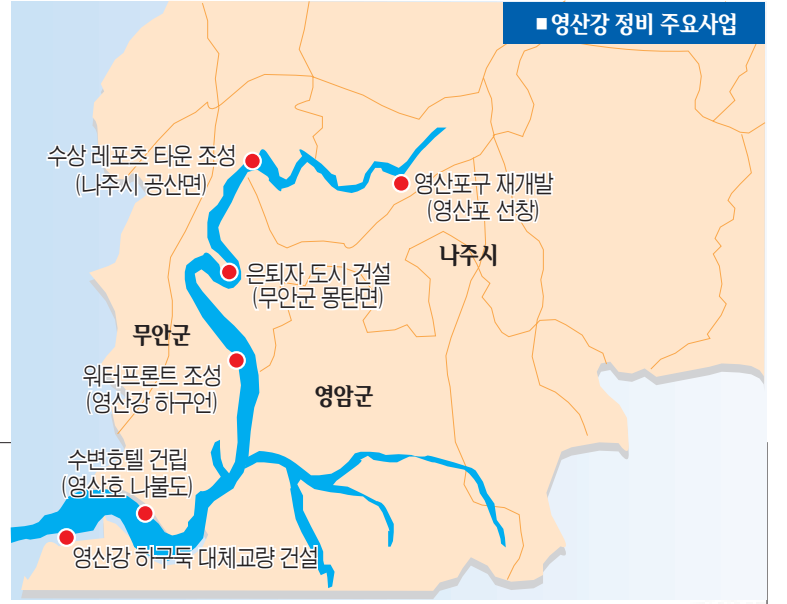 ■영산강 정비 주요사업
수상 레포츠 타운 조성
(나주시 공산면)
영산포구 재개발
(영산포 선창)
나주시
은퇴자 도시 건설
(무안군 몽탄면)
무안군
워터프론트 조성
(영산강 하구언)
영암군
수변호텔 건립
(영산호 나불도)
영산강 하구둑 대체교량 건설